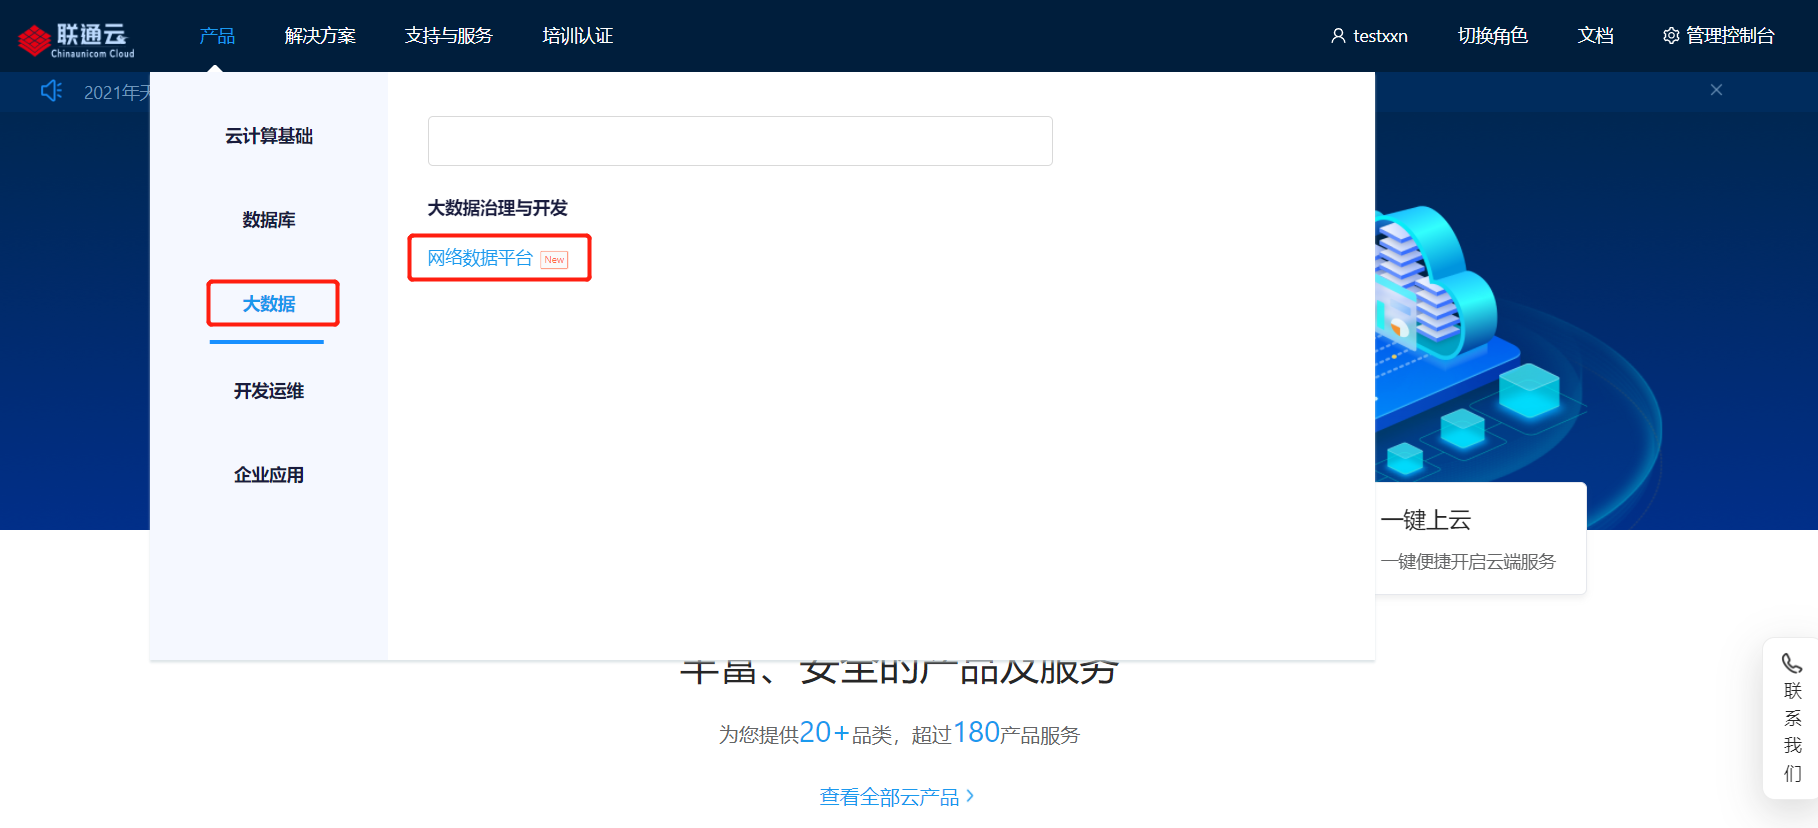 联通云
Chinaunicom Cloud
产品 解决方案 支持与服务 培训认证 testxxn 切换角色 文档 管理控制台
2021年天
云计算基础
数据库
大数据
开发运维
企业应用
大数据治理与开发
网络数据平台 New
一键上云
一键便捷开启云端服务
丰富、安全的产品及服务
为您提供20+品类，超过180产品服务
查看全部云产品 >
联系我们